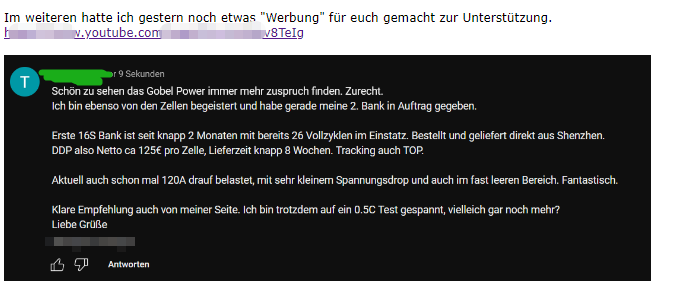 Im weiteren hatte ich gestern noch etwas "Werbung" für euch gemacht zur Unterstützung.
.youtube.com v8TeIg
T
r 9 Sekunden
Schön zu sehen das Gobel Power immer mehr zuspruch finden. Zurecht.
Ich bin ebenso von den Zellen begeistert und habe gerade meine 2. Bank in Auftrag gegeben.
Erste 16S Bank ist seit knapp 2 Monaten mit bereits 26 Vollzyklen im Einsatz. Bestellt und geliefert direkt aus Shenzhen.
DDP also Netto ca 125€ pro Zelle, Lieferzeit knapp 8 Wochen. Tracking auch TOP.
Aktuell auch schon mal 120A drauf belastet, mit sehr kleinem Spannungsdrop und auch im fast leeren Bereich. Fantastisch.
Klare Empfehlung auch von meiner Seite. Ich bin trotzdem auf ein 0.5C Test gespannt, vielleich gar noch mehr?
Liebe Grüße
Antworten